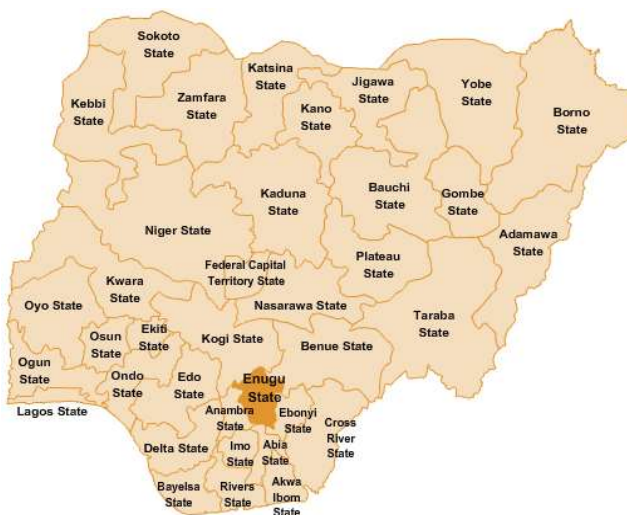 Sokoto
State
Katsina
State
Jigawa
State
Yobe
State
Kebbi
State
Zamfara
State
Kano
State
Borno
State
Kaduna
State
Bauchi
State
Gombe
State
Adamawa
State
Niger State
Federal Capital
Territory State
Plateau
State
Kwara
State
Oyo State
Nasarawa State
Taraba
State
Osun
State
Ekiti
State
Kogi State
Benue State
Ogun
State
Ondo
State
Edo
State
Enugu
State
Lagos State
Anambra
State
Ebonyi
State
Cross
River
State
Delta State
Imo
State
Abia
State
Bayelsa
State
Rivers
State
Akwa
Ibom
State